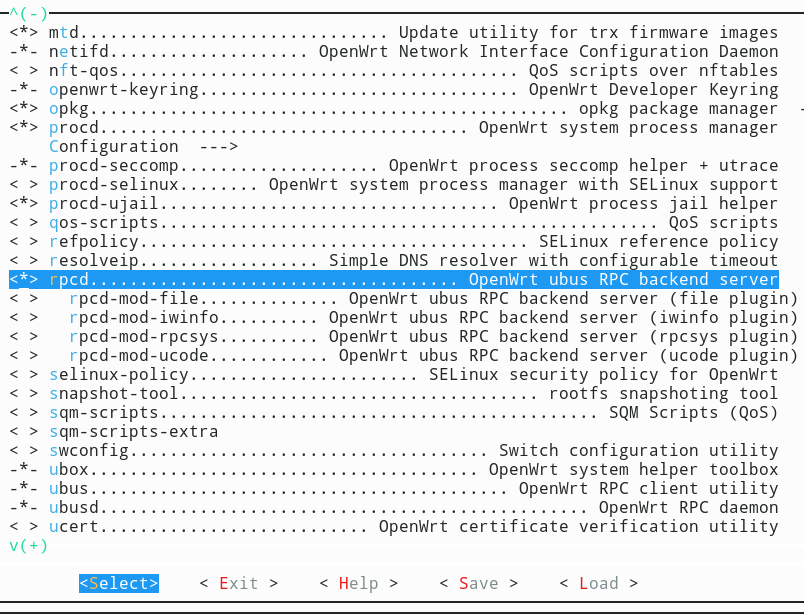 ^(-)
<*> mtd............................... Update utility for trx firmware images
-*- netifd.................... OpenWrt Network Interface Configuration Daemon
< > nft-qos........................................ QoS scripts over nftables
-*- openwrt-keyring................................ OpenWrt Developer Keyring
<*> opkg................................................ opkg package manager  -
<*> procd..................................... OpenWrt system process manager
Configuration  --->
-*- procd-seccomp.................... OpenWrt process seccomp helper + utrace
< > procd-selinux........ OpenWrt system process manager with SELinux support
<*> procd-ujail.................................. OpenWrt process jail helper
< > qos-scripts.................................................. QoS scripts
< > refpolicy....................................... SELinux reference policy
< > resolveip.................. Simple DNS resolver with configurable timeout
<*> rpcd..................................... OpenWrt ubus RPC backend server
< >   rpcd-mod-file.............. OpenWrt ubus RPC backend server (file plugin)
< >   rpcd-mod-iwinfo.......... OpenWrt ubus RPC backend server (iwinfo plugin)
< >   rpcd-mod-rpcsys.......... OpenWrt ubus RPC backend server (rpcsys plugin)
< >   rpcd-mod-ucode............ OpenWrt ubus RPC backend server (ucode plugin)
< > selinux-policy....................... SELinux security policy for OpenWrt
< > snapshot-tool.................................... rootfs snapshoting tool
< > sqm-scripts............................................ SQM Scripts (QoS)
< > sqm-scripts-extra
< > swconfig.................................... Switch configuration utility
-*- ubox....................................... OpenWrt system helper toolbox
-*- ubus.......................................... OpenWrt RPC client utility
-*- ubusd................................................. OpenWrt RPC daemon
< > ucert........................... OpenWrt certificate verification utility
v(+)
<Select>    < Exit >    < Help >    < Save >    < Load >